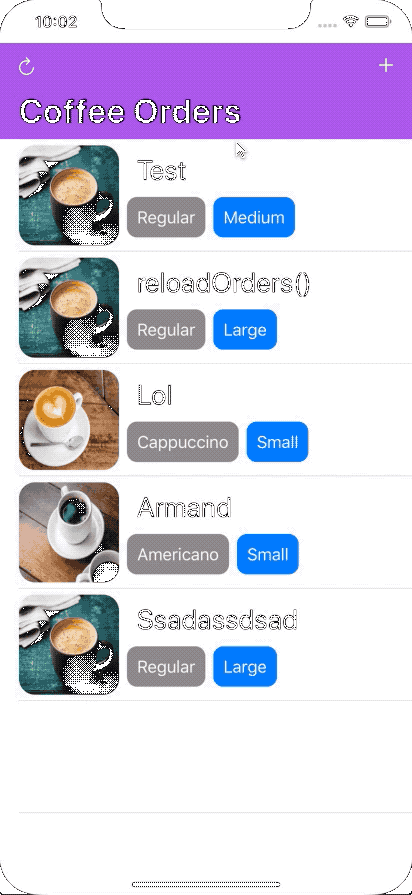 10:02
Coffee Orders
Test
Regular Medium
reloadOrders()
Regular Large
Lol
Cappuccino Small
Armand
Americano Small
Ssadassdsad
Regular Large